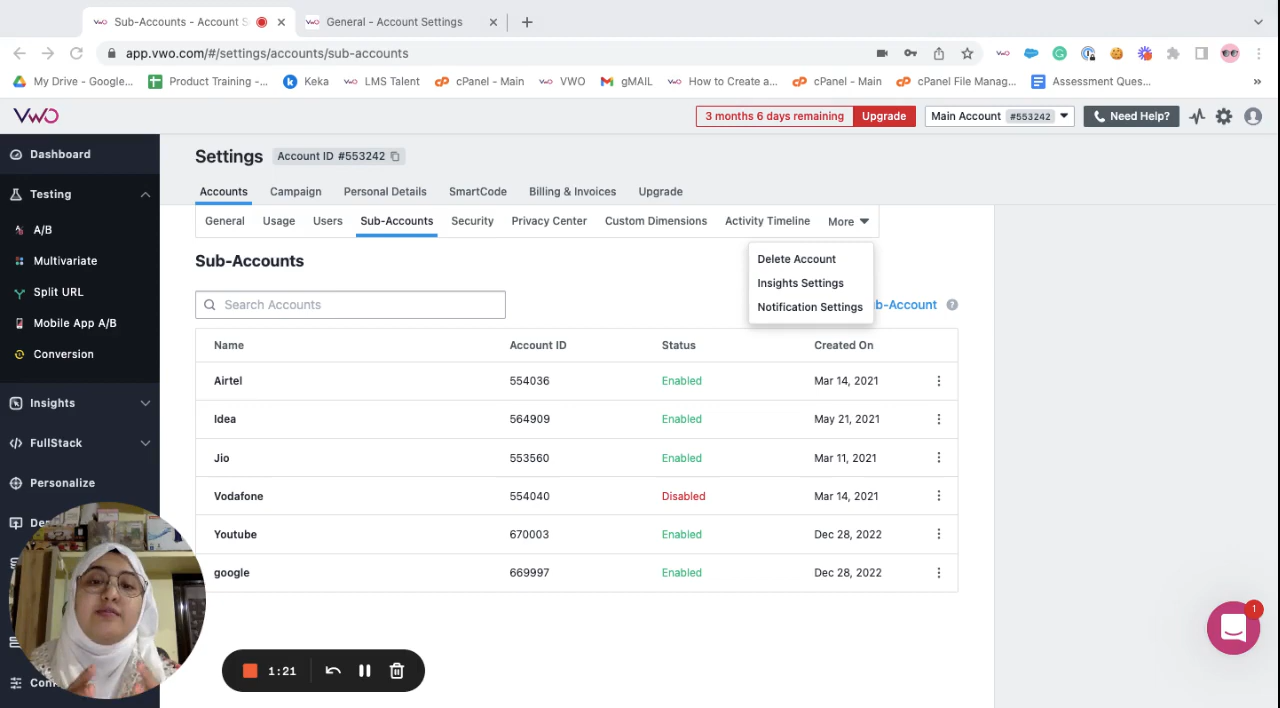 Sub-Accounts - Account S
General - Account Settings
app.vwo.com/#/settings/accounts/sub-accounts
My Drive - Google...
Product Training -...
Keka
LMS Talent
cPanel - Main
VWO
gMAIL
How to Create a...
cPanel - Main
cPanel File Manag...
Assessment Ques...
VWO
3 months 6 days remaining
Upgrade
Main Account #553242
Need Help?
Dashboard
Testing
A/B
Multivariate
Split URL
Mobile App A/B
Conversion
Insights
FullStack
Personalize
Settings
Account ID #553242
Accounts
Campaign
Personal Details
SmartCode
Billing & Invoices
Upgrade
General
Usage
Users
Sub-Accounts
Security
Privacy Center
Custom Dimensions
Activity Timeline
More
Delete Account
Insights Settings
Notification Settings
Sub-Accounts
Search Accounts
b-Account
Name Account ID Status Created On
Airtel 554036 Enabled Mar 14, 2021
Idea 564909 Enabled May 21, 2021
Jio 553560 Enabled Mar 11, 2021
Vodafone 554040 Disabled Mar 14, 2021
Youtube 670003 Enabled Dec 28, 2022
google 669997 Enabled Dec 28, 2022
1:21
1